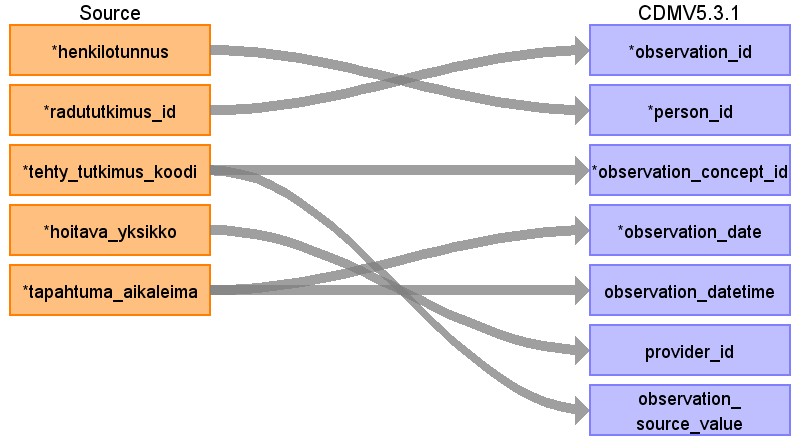 Source
CDMV5.3.1
*henkilotunnus
*observation_id
*radututkimus_id
*person_id
*tehty_tutkimus_koodi
*observation_concept_id
*hoitava_yksikko
*observation_date
*tapahtuma_aikaleima
observation_datetime
provider_id
observation_
source_value